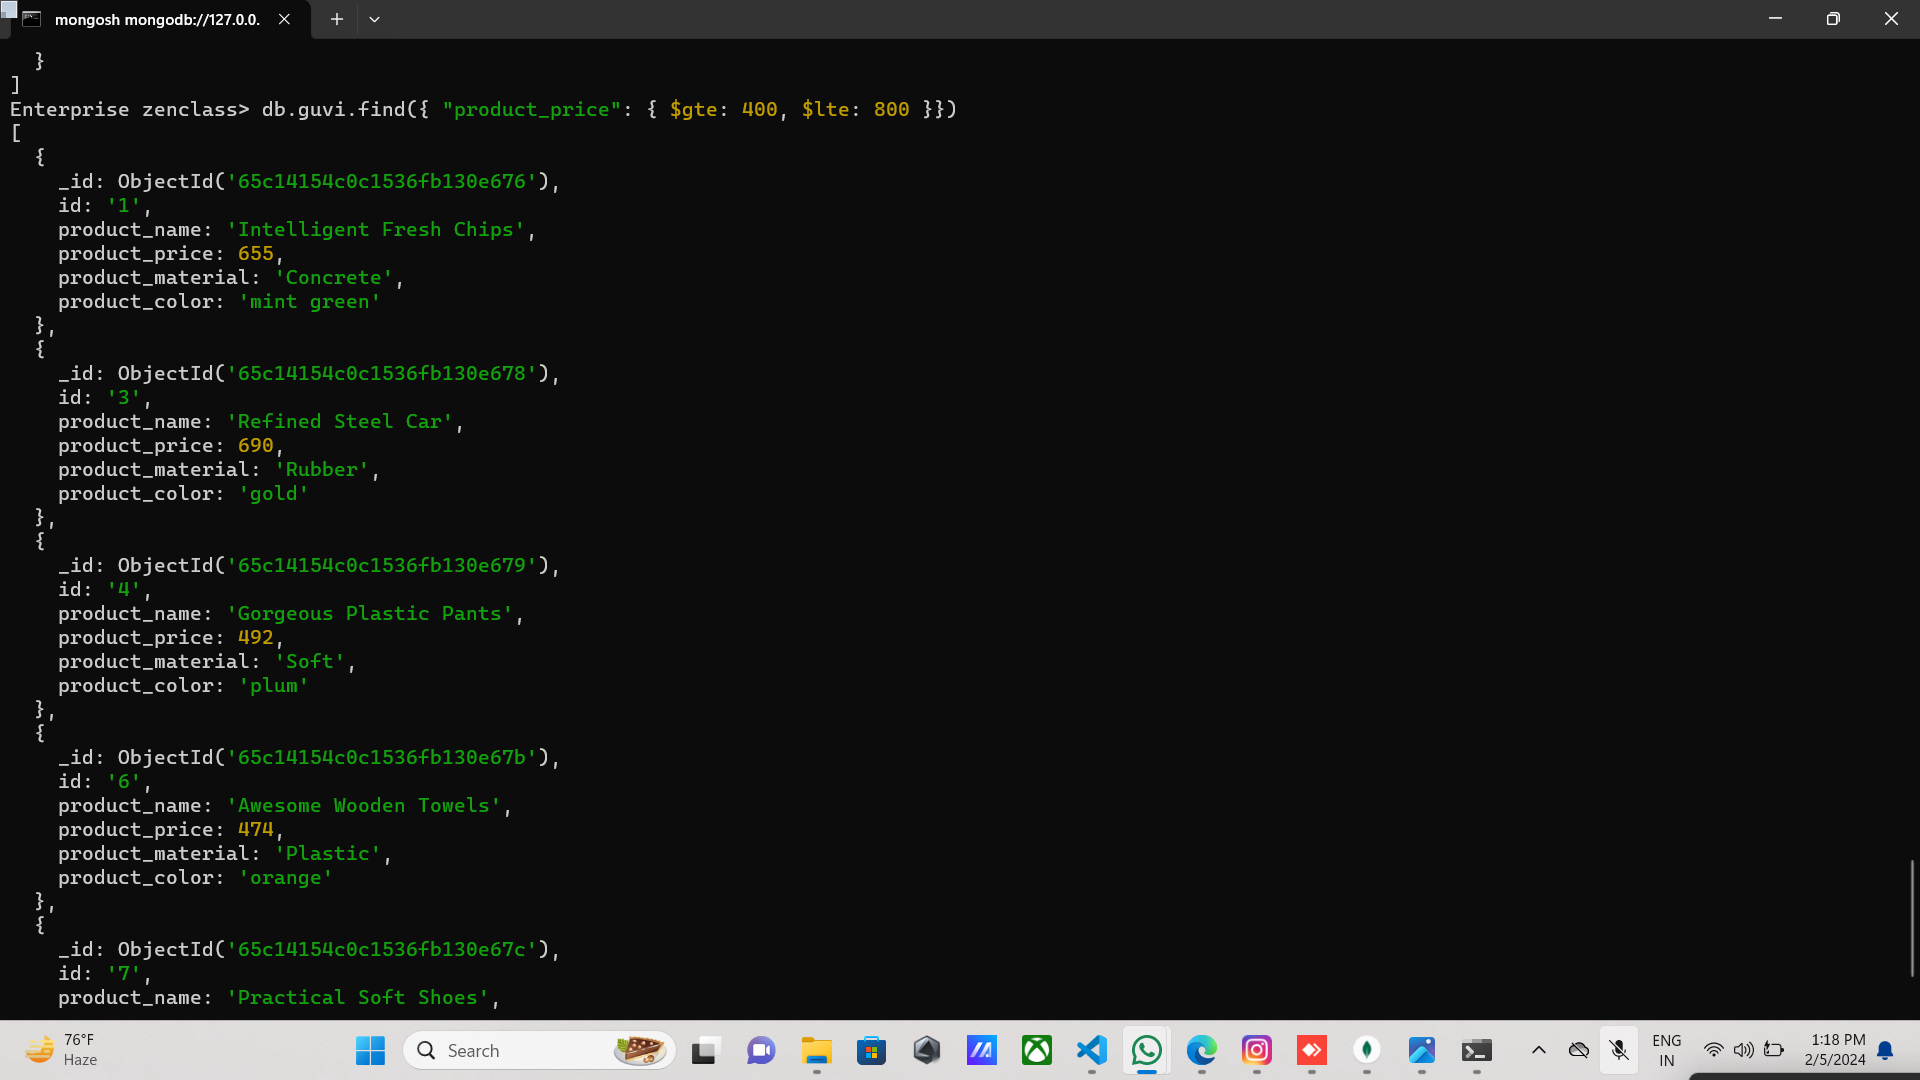 mongosh mongodb://127.0.0.
}
]
Enterprise zenclass> db.guvi.find({ "product_price": { $gte: 400, $lte: 800 }})
[
  {
    _id: ObjectId('65c14154c0c1536fb130e676'),
    id: '1',
    product_name: 'Intelligent Fresh Chips',
    product_price: 655,
    product_material: 'Concrete',
    product_color: 'mint green'
  },
  {
    _id: ObjectId('65c14154c0c1536fb130e678'),
    id: '3',
    product_name: 'Refined Steel Car',
    product_price: 690,
    product_material: 'Rubber',
    product_color: 'gold'
  },
  {
    _id: ObjectId('65c14154c0c1536fb130e679'),
    id: '4',
    product_name: 'Gorgeous Plastic Pants',
    product_price: 492,
    product_material: 'Soft',
    product_color: 'plum'
  },
  {
    _id: ObjectId('65c14154c0c1536fb130e67b'),
    id: '6',
    product_name: 'Awesome Wooden Towels',
    product_price: 474,
    product_material: 'Plastic',
    product_color: 'orange'
  },
  {
    _id: ObjectId('65c14154c0c1536fb130e67c'),
    id: '7',
    product_name: 'Practical Soft Shoes',
76°F
Haze
Search
ENG
IN
1:18 PM
2/5/2024